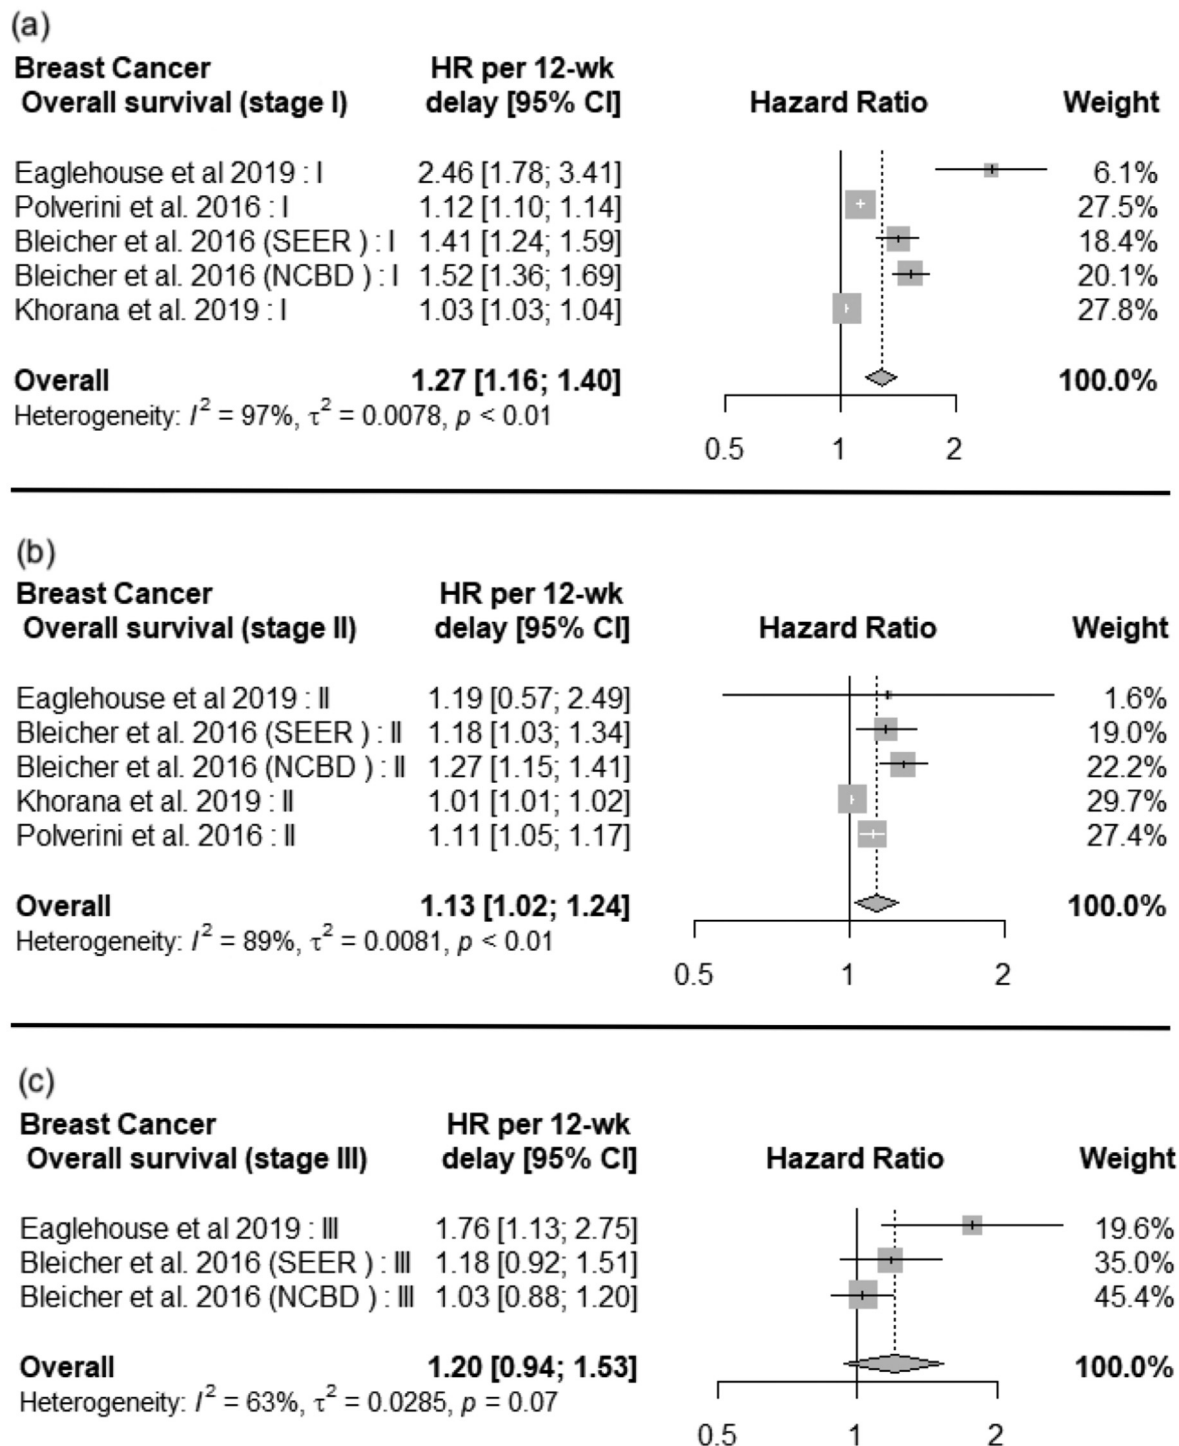 (a)
Breast Cancer HR per 12-wk
Overall survival (stage I) delay [95% CI] Hazard Ratio Weight
Eaglehouse et al 2019 : I 2.46 [1.78; 3.41] 6.1%
Polverini et al. 2016 : I 1.12 [1.10; 1.14] 27.5%
Bleicher et al. 2016 (SEER ) : I 1.41 [1.24; 1.59] 18.4%
Bleicher et al. 2016 (NCBD ) : I 1.52 [1.36; 1.69] 20.1%
Khorana et al. 2019 : I 1.03 [1.03; 1.04] 27.8%
Overall 1.27 [1.16; 1.40] 100.0%
Heterogeneity: I² = 97%, τ² = 0.0078, p < 0.01
0.5 1 2
(b)
Breast Cancer HR per 12-wk
Overall survival (stage II) delay [95% CI] Hazard Ratio Weight
Eaglehouse et al 2019 : II 1.19 [0.57; 2.49] 1.6%
Bleicher et al. 2016 (SEER ) : II 1.18 [1.03; 1.34] 19.0%
Bleicher et al. 2016 (NCBD ) : II 1.27 [1.15; 1.41] 22.2%
Khorana et al. 2019 : II 1.01 [1.01; 1.02] 29.7%
Polverini et al. 2016 : II 1.11 [1.05; 1.17] 27.4%
Overall 1.13 [1.02; 1.24] 100.0%
Heterogeneity: I² = 89%, τ² = 0.0081, p < 0.01
0.5 1 2
(c)
Breast Cancer HR per 12-wk
Overall survival (stage III) delay [95% CI] Hazard Ratio Weight
Eaglehouse et al 2019 : III 1.76 [1.13; 2.75] 19.6%
Bleicher et al. 2016 (SEER ) : III 1.18 [0.92; 1.51] 35.0%
Bleicher et al. 2016 (NCBD ) : III 1.03 [0.88; 1.20] 45.4%
Overall 1.20 [0.94; 1.53] 100.0%
Heterogeneity: I² = 63%, τ² = 0.0285, p = 0.07
0.5 1 2